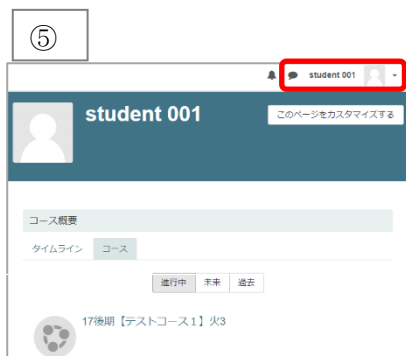 ⑤
student 001
student 001
このページをカスタマイズする
コース概要
タイムライン コース
進行中 未来 過去
17後期【テストコース１】火3